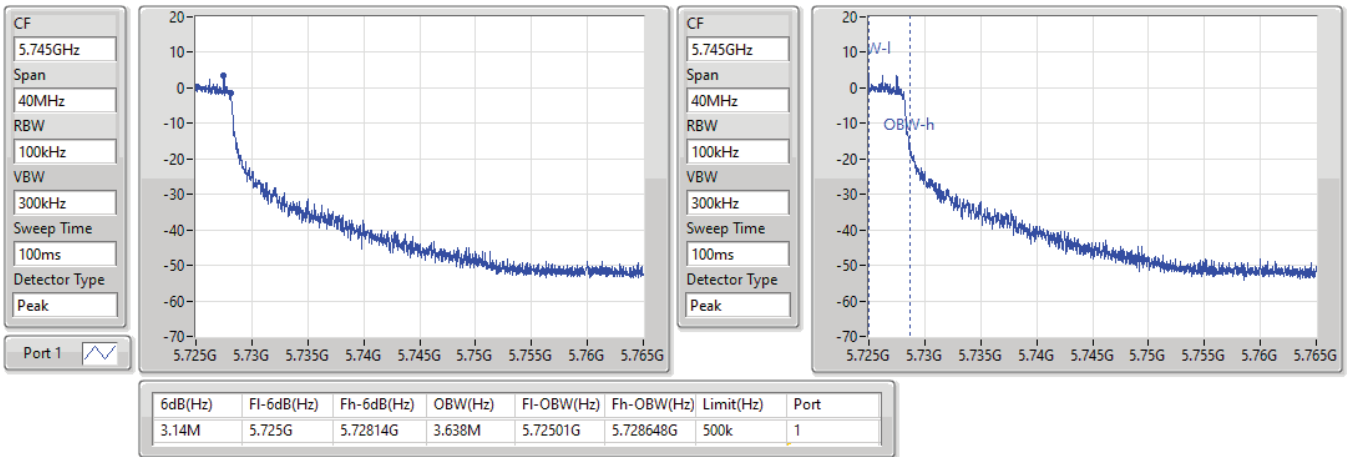 CF
5.745GHz
Span
40MHz
RBW
100kHz
VBW
300kHz
Sweep Time
100ms
Detector Type
Peak
Port 1
20
10
0
-10
-20
-30
-40
-50
-60
-70
5.725G 5.73G 5.735G 5.74G 5.745G 5.75G 5.755G 5.76G 5.765G
CF
5.745GHz
Span
40MHz
RBW
100kHz
VBW
300kHz
Sweep Time
100ms
Detector Type
Peak
20
10
0
-10
-20
-30
-40
-50
-60
-70
W-l
OBW-h
5.725G 5.73G 5.735G 5.74G 5.745G 5.75G 5.755G 5.76G 5.765G
6dB(Hz) Fl-6dB(Hz) Fh-6dB(Hz) OBW(Hz) Fl-OBW(Hz) Fh-OBW(Hz) Limit(Hz) Port
3.14M 5.725G 5.72814G 3.638M 5.72501G 5.728648G 500k 1